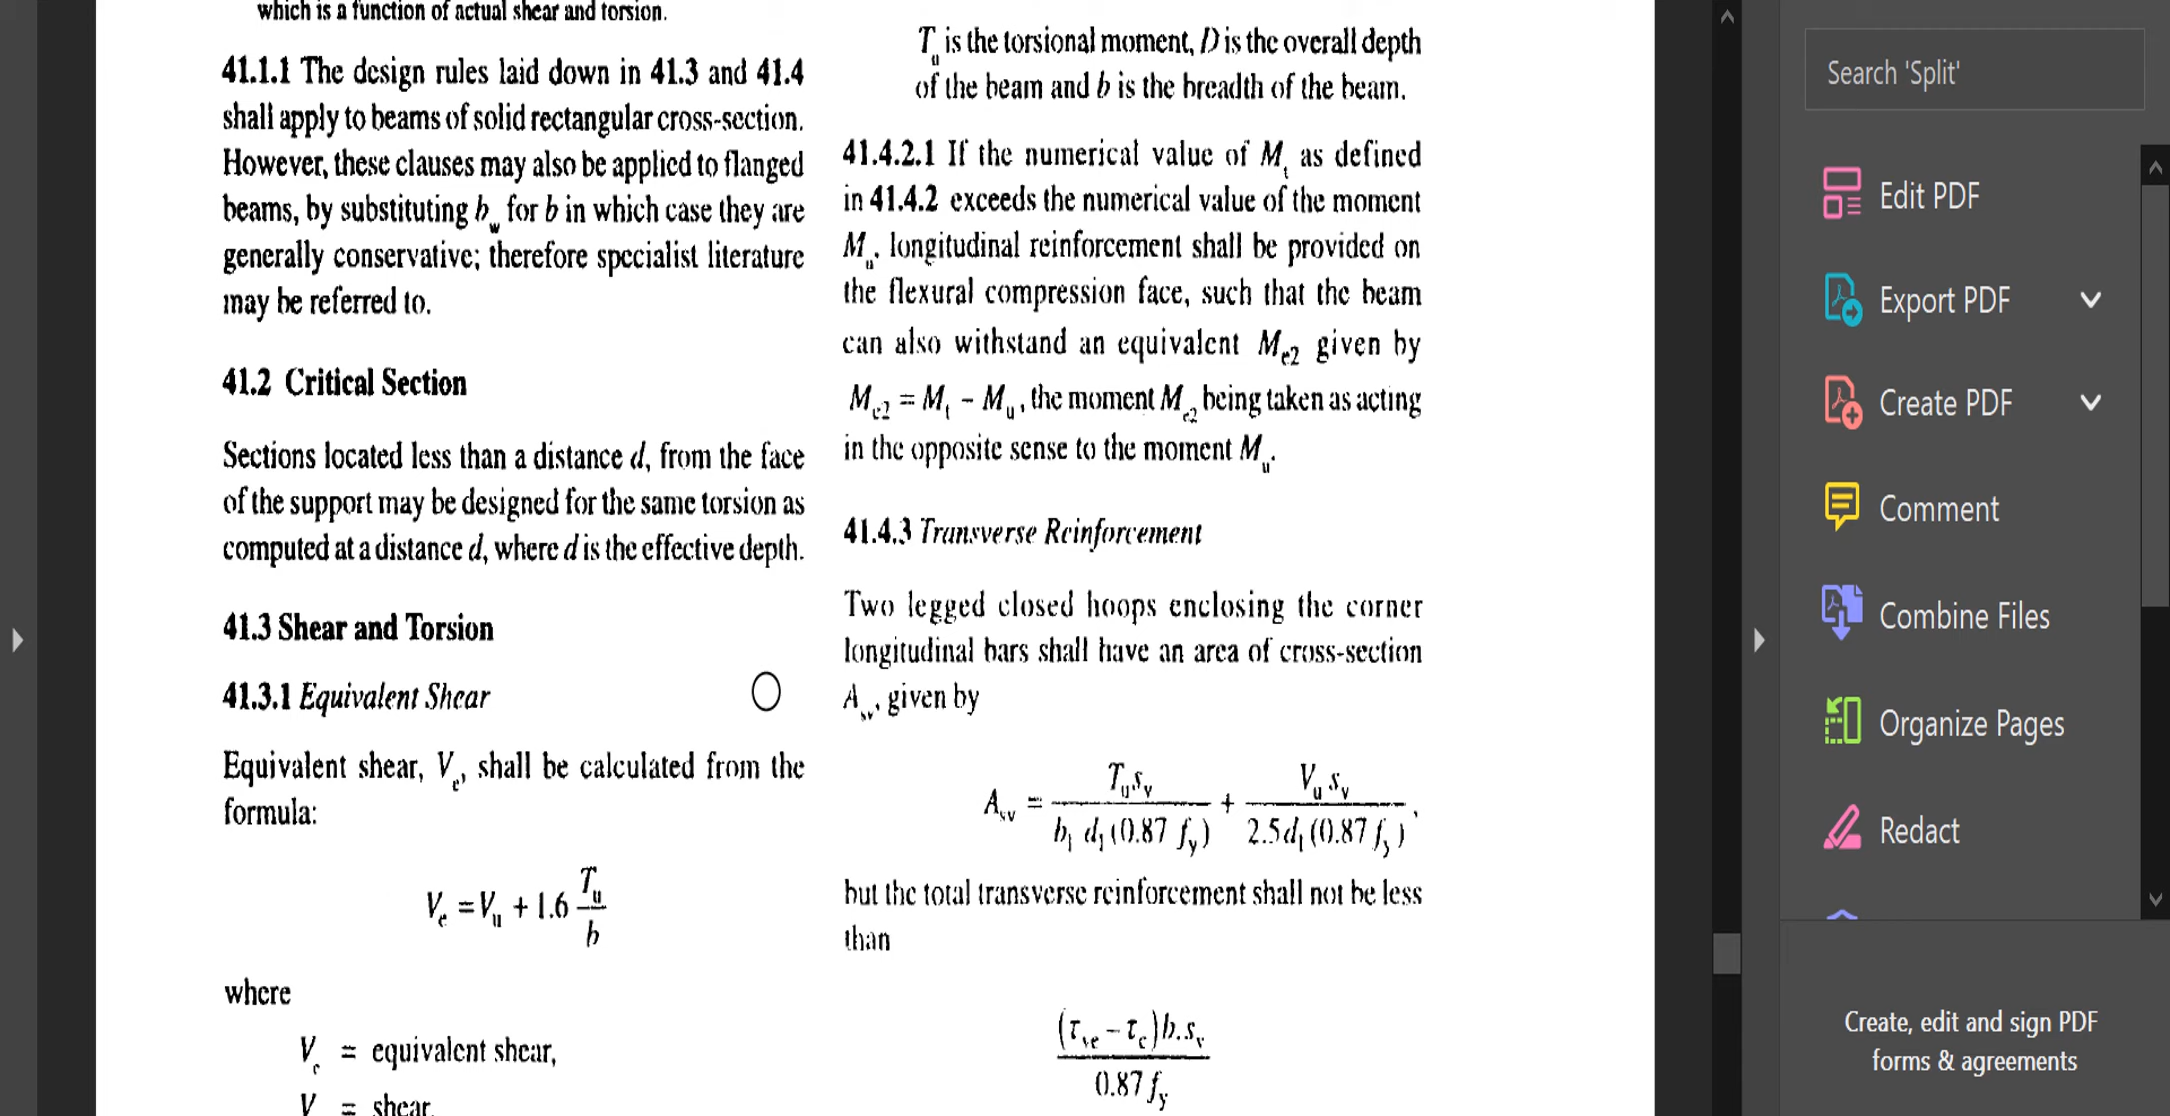 which is a function of actual shear and torsion.
41.1.1 The design rules laid down in 41.3 and 41.4
shall apply to beams of solid rectangular cross-section.
However, these clauses may also be applied to flanged
beams, by substituting b_w for b in which case they are
generally conservative; therefore specialist literature
may be referred to.
41.2 Critical Section
Sections located less than a distance d, from the face
of the support may be designed for the same torsion as
computed at a distance d, where d is the effective depth.
41.3 Shear and Torsion
41.3.1 Equivalent Shear
Equivalent shear, V_e, shall be calculated from the
formula:
V_e = V_u + 1.6 T_u / b
where
V_e = equivalent shear,
V = shear,
T_u is the torsional moment, D is the overall depth
of the beam and b is the breadth of the beam.
41.4.2.1 If the numerical value of M_t as defined
in 41.4.2 exceeds the numerical value of the moment
M_u, longitudinal reinforcement shall be provided on
the flexural compression face, such that the beam
can also withstand an equivalent M_e2 given by
M_e2 = M_t – M_u, the moment M_e2 being taken as acting
in the opposite sense to the moment M_u.
41.4.3 Transverse Reinforcement
Two legged closed hoops enclosing the corner
longitudinal bars shall have an area of cross-section
A_sv, given by
A_sv = T_u s_v / b_1 d_1 (0.87 f_y) + V_u s_v / 2.5 d_1 (0.87 f_y),
but the total transverse reinforcement shall not be less
than
(τ_ve – τ_c) b.s_v / 0.87 f_y
Search 'Split'
Edit PDF
Export PDF
Create PDF
Comment
Combine Files
Organize Pages
Redact
Create, edit and sign PDF
forms & agreements